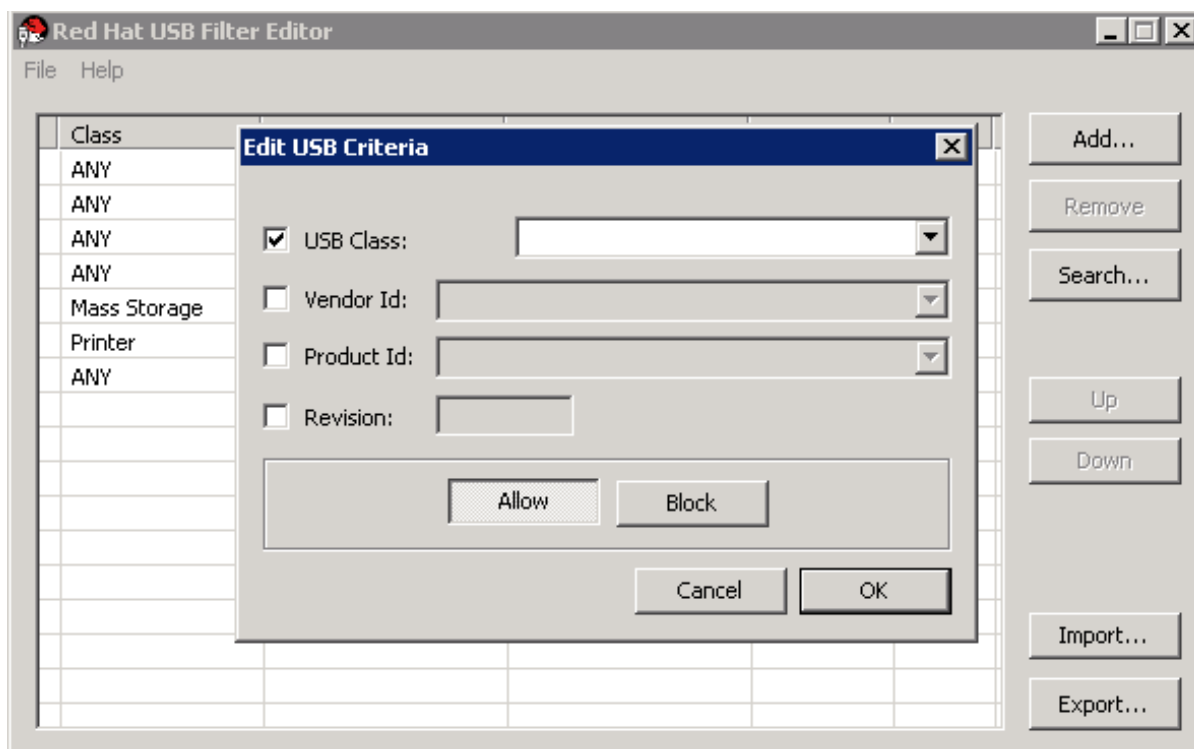 Red Hat USB Filter Editor
File Help
Class
ANY
ANY
ANY
ANY
Mass Storage
Printer
ANY
Edit USB Criteria
USB Class:
Vendor Id:
Product Id:
Revision:
Allow Block
Cancel OK
Add...
Remove
Search...
Up
Down
Import...
Export...